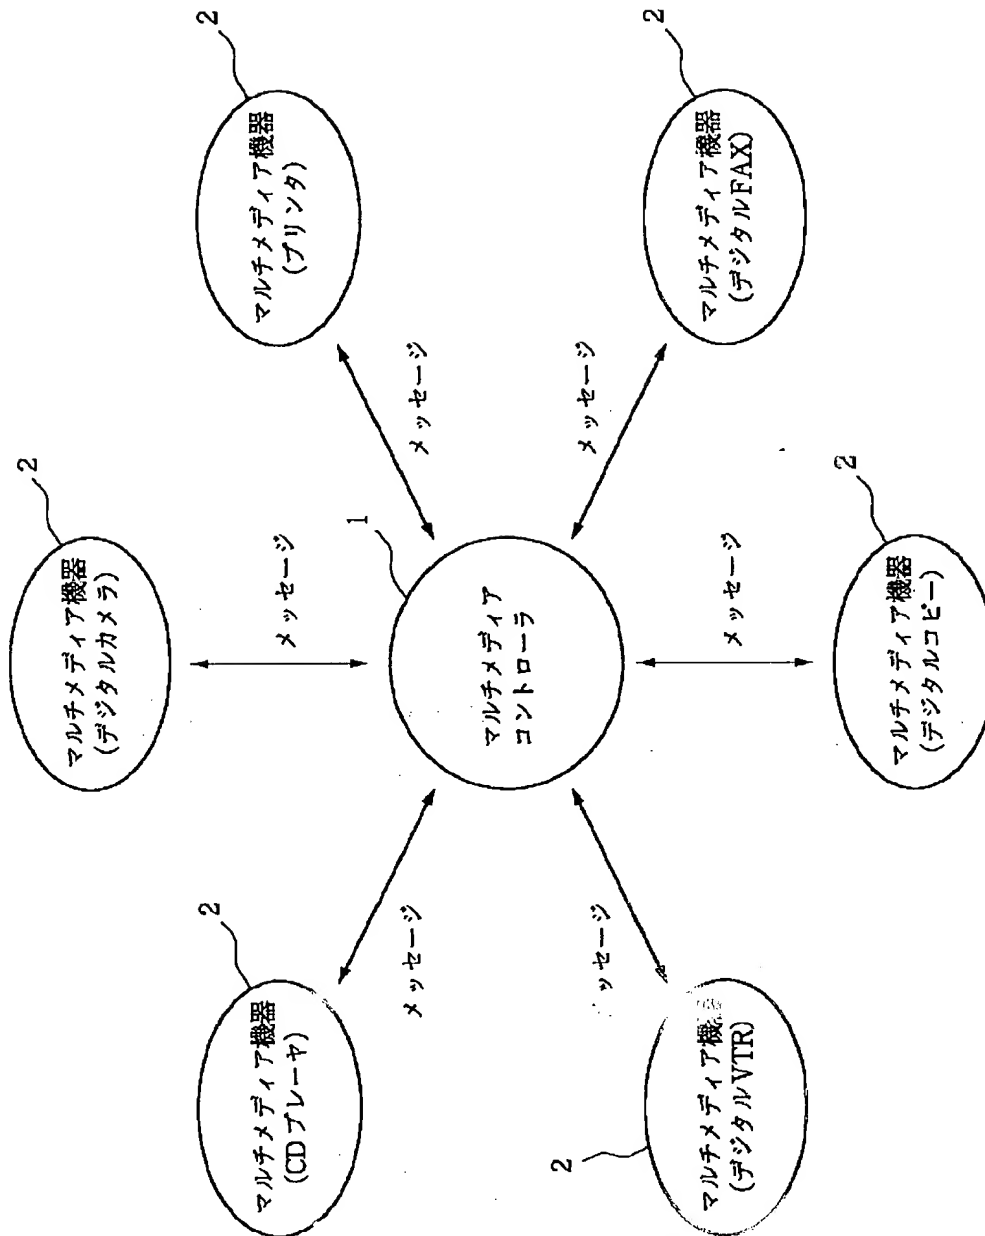 マルチメディア機器
(デジタルカメラ)
2
マルチメディア機器
(CDプレーヤ)
2
マルチメディア機器
(プリンタ)
2
メッセージ
メッセージ
メッセージ
1
マルチメディア
コントローラ
ッセージ
メッセージ
メッセージ
2
マルチメディア機
(デジタルVTR)
2
マルチメディア機器
(デジタルFAX)
2
マルチメディア機器
(デジタルコピー)